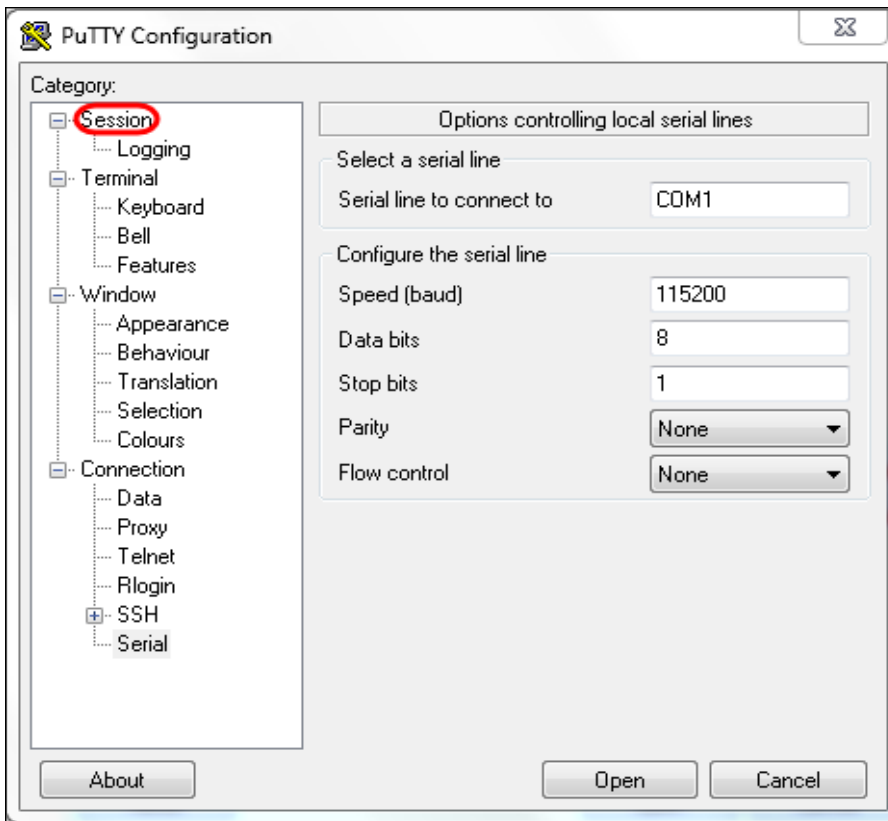 PuTTY Configuration
Category:
Session
Logging
Terminal
Keyboard
Bell
Features
Window
Appearance
Behaviour
Translation
Selection
Colours
Connection
Data
Proxy
Telnet
Rlogin
SSH
Serial
Options controlling local serial lines
Select a serial line
Serial line to connect to COM1
Configure the serial line
Speed (baud) 115200
Data bits 8
Stop bits 1
Parity None
Flow control None
About Open Cancel